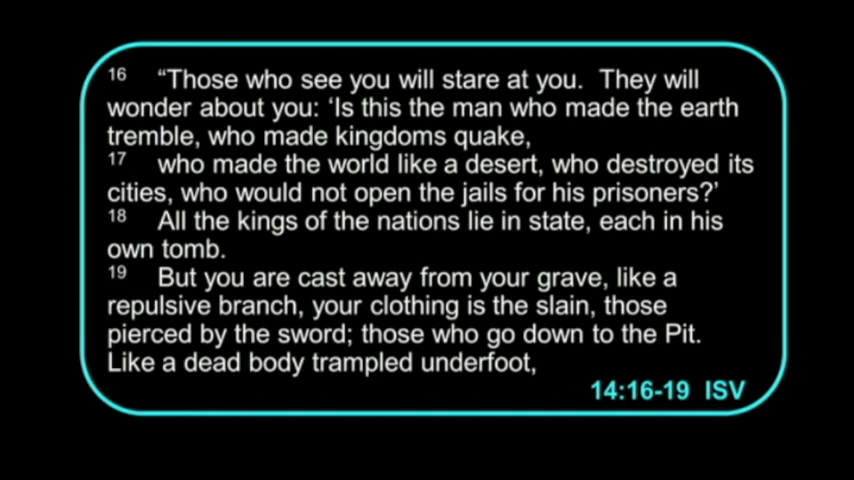 16 “Those who see you will stare at you. They will
wonder about you: ‘Is this the man who made the earth
tremble, who made kingdoms quake,
17 who made the world like a desert, who destroyed its
cities, who would not open the jails for his prisoners?’
18 All the kings of the nations lie in state, each in his
own tomb.
19 But you are cast away from your grave, like a
repulsive branch, your clothing is the slain, those
pierced by the sword; those who go down to the Pit.
Like a dead body trampled underfoot,
14:16-19 ISV